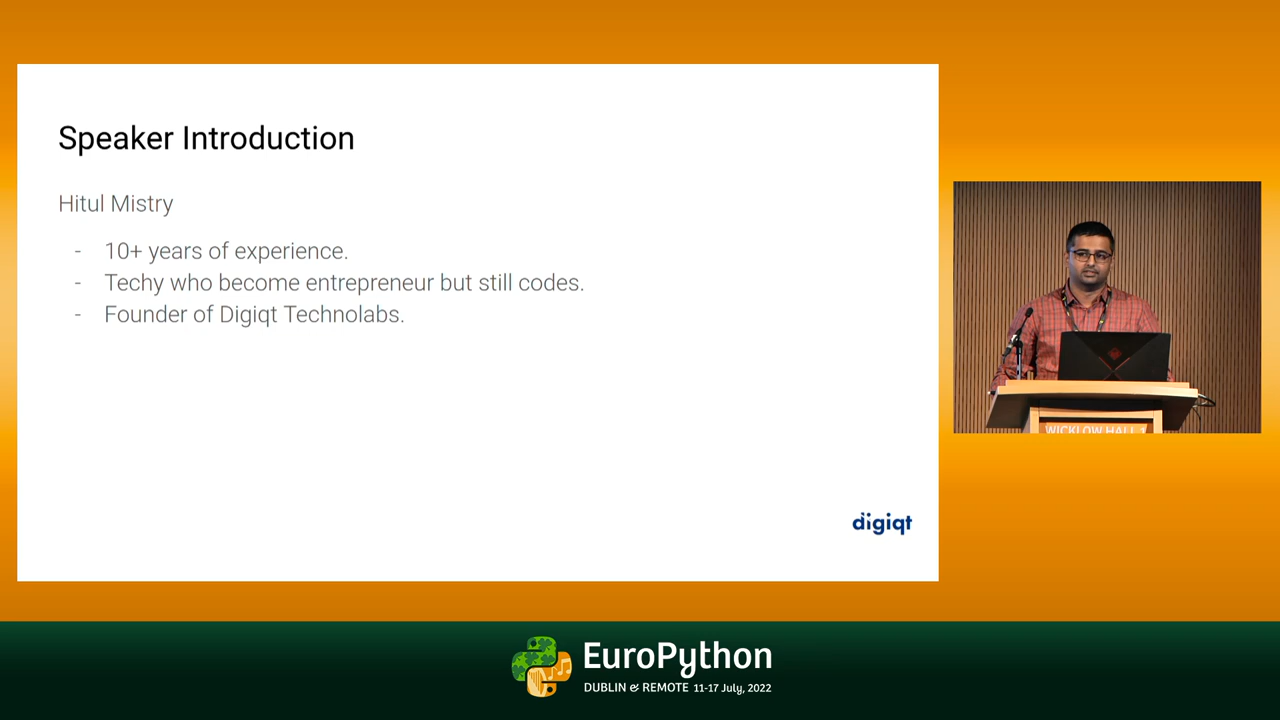 Speaker Introduction
Hitul Mistry
- 10+ years of experience.
- Techy who become entrepreneur but still codes.
- Founder of Digiqt Technolabs.
digiqt
WICKLOW HALL 1
EuroPython
DUBLIN & REMOTE 11-17 July, 2022